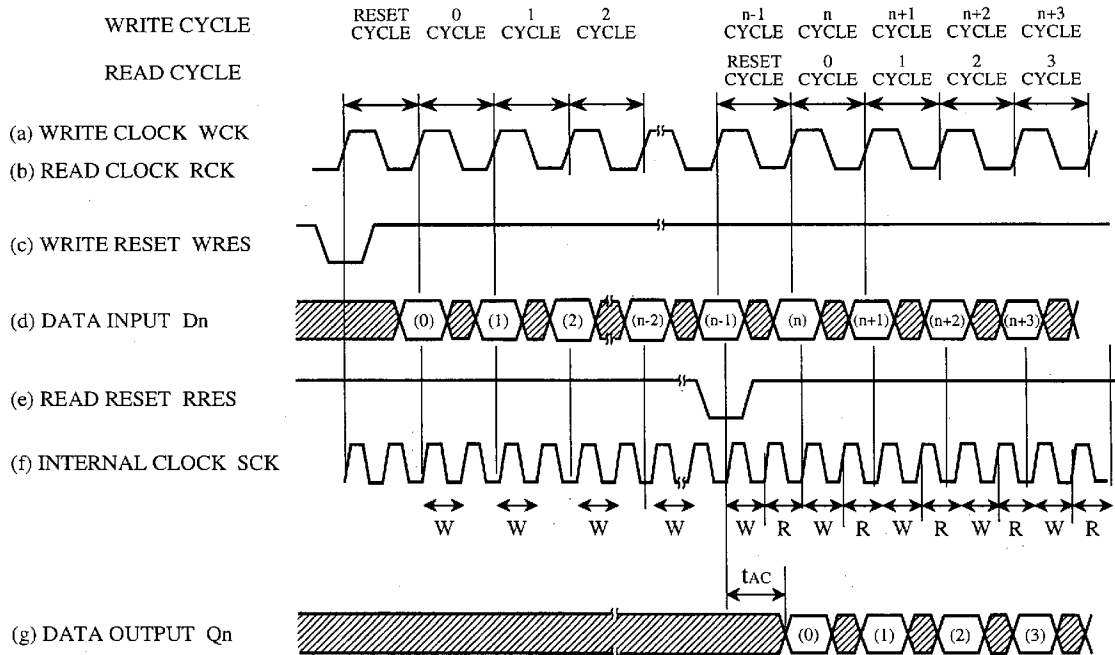 WRITE CYCLE RESET CYCLE 0 CYCLE 1 CYCLE 2 CYCLE n-1 CYCLE n CYCLE n+1 CYCLE n+2 CYCLE n+3 CYCLE
READ CYCLE RESET CYCLE 0 CYCLE 1 CYCLE 2 CYCLE 3 CYCLE
(a) WRITE CLOCK WCK
(b) READ CLOCK RCK
(c) WRITE RESET WRES
(d) DATA INPUT Dn (0) (1) (2) (n-2) (n-1) (n) (n+1) (n+2) (n+3)
(e) READ RESET RRES
(f) INTERNAL CLOCK SCK
W W W W W R W R W R W R W R
tAC
(g) DATA OUTPUT Qn (0) (1) (2) (3)